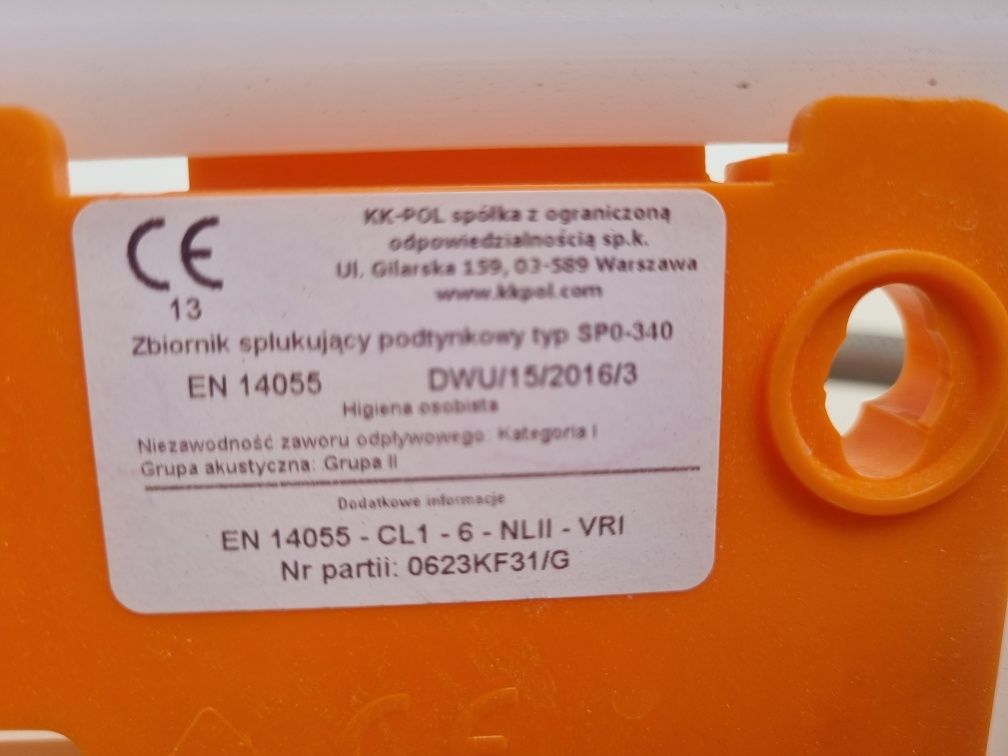 CE
KK-POL spółka z ograniczoną
odpowiedzialnością sp.k.
Ul. Gilarska 159, 03-589 Warszawa
www.kkpol.com
13
Zbiornik spłukujący podtynkowy typ SP0-340
EN 14055 DWU/15/2016/3
Higiena osobista
Niezawodność zaworu odpływowego: Kategoria I
Grupa akustyczna: Grupa II
Dodatkowe informacje
EN 14055 - CL1 - 6 - NLII - VRI
Nr partii: 0623KF31/G
CE